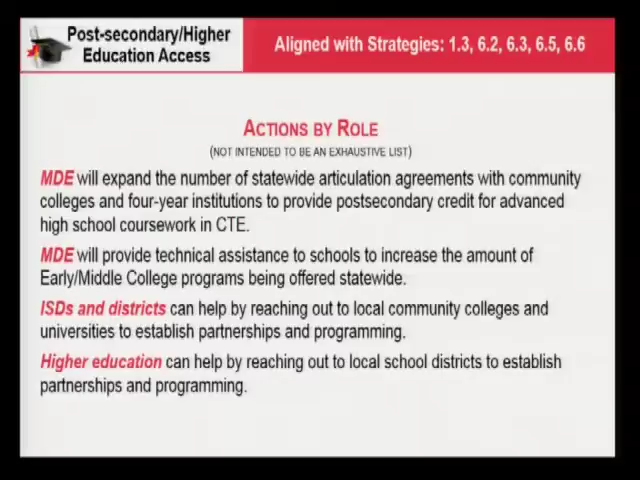 Post-secondary/Higher
Education Access
Aligned with Strategies: 1.3, 6.2, 6.3, 6.5, 6.6
ACTIONS BY ROLE
(NOT INTENDED TO BE AN EXHAUSTIVE LIST)
MDE will expand the number of statewide articulation agreements with community
colleges and four-year institutions to provide postsecondary credit for advanced
high school coursework in CTE.
MDE will provide technical assistance to schools to increase the amount of
Early/Middle College programs being offered statewide.
ISDs and districts can help by reaching out to local community colleges and
universities to establish partnerships and programming.
Higher education can help by reaching out to local school districts to establish
partnerships and programming.